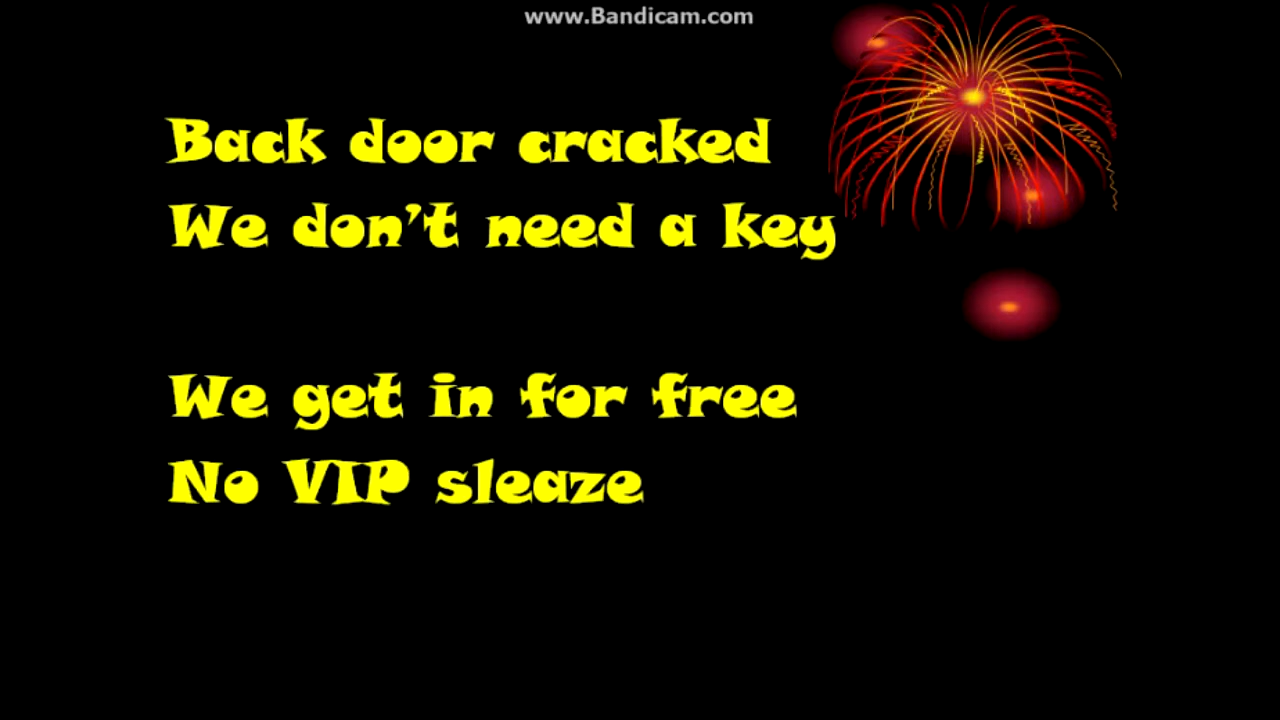 www.Bandicam.com
Back door cracked
We don't need a key
We get in for free
No VIP sleaze